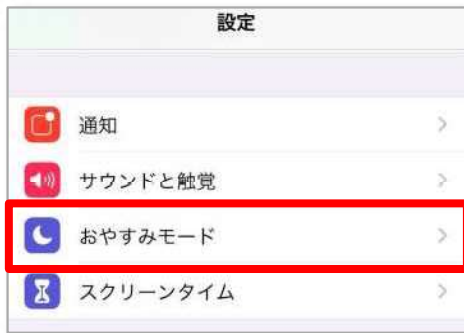 設定
通知
サウンドと触覚
おやすみモード
スクリーンタイム